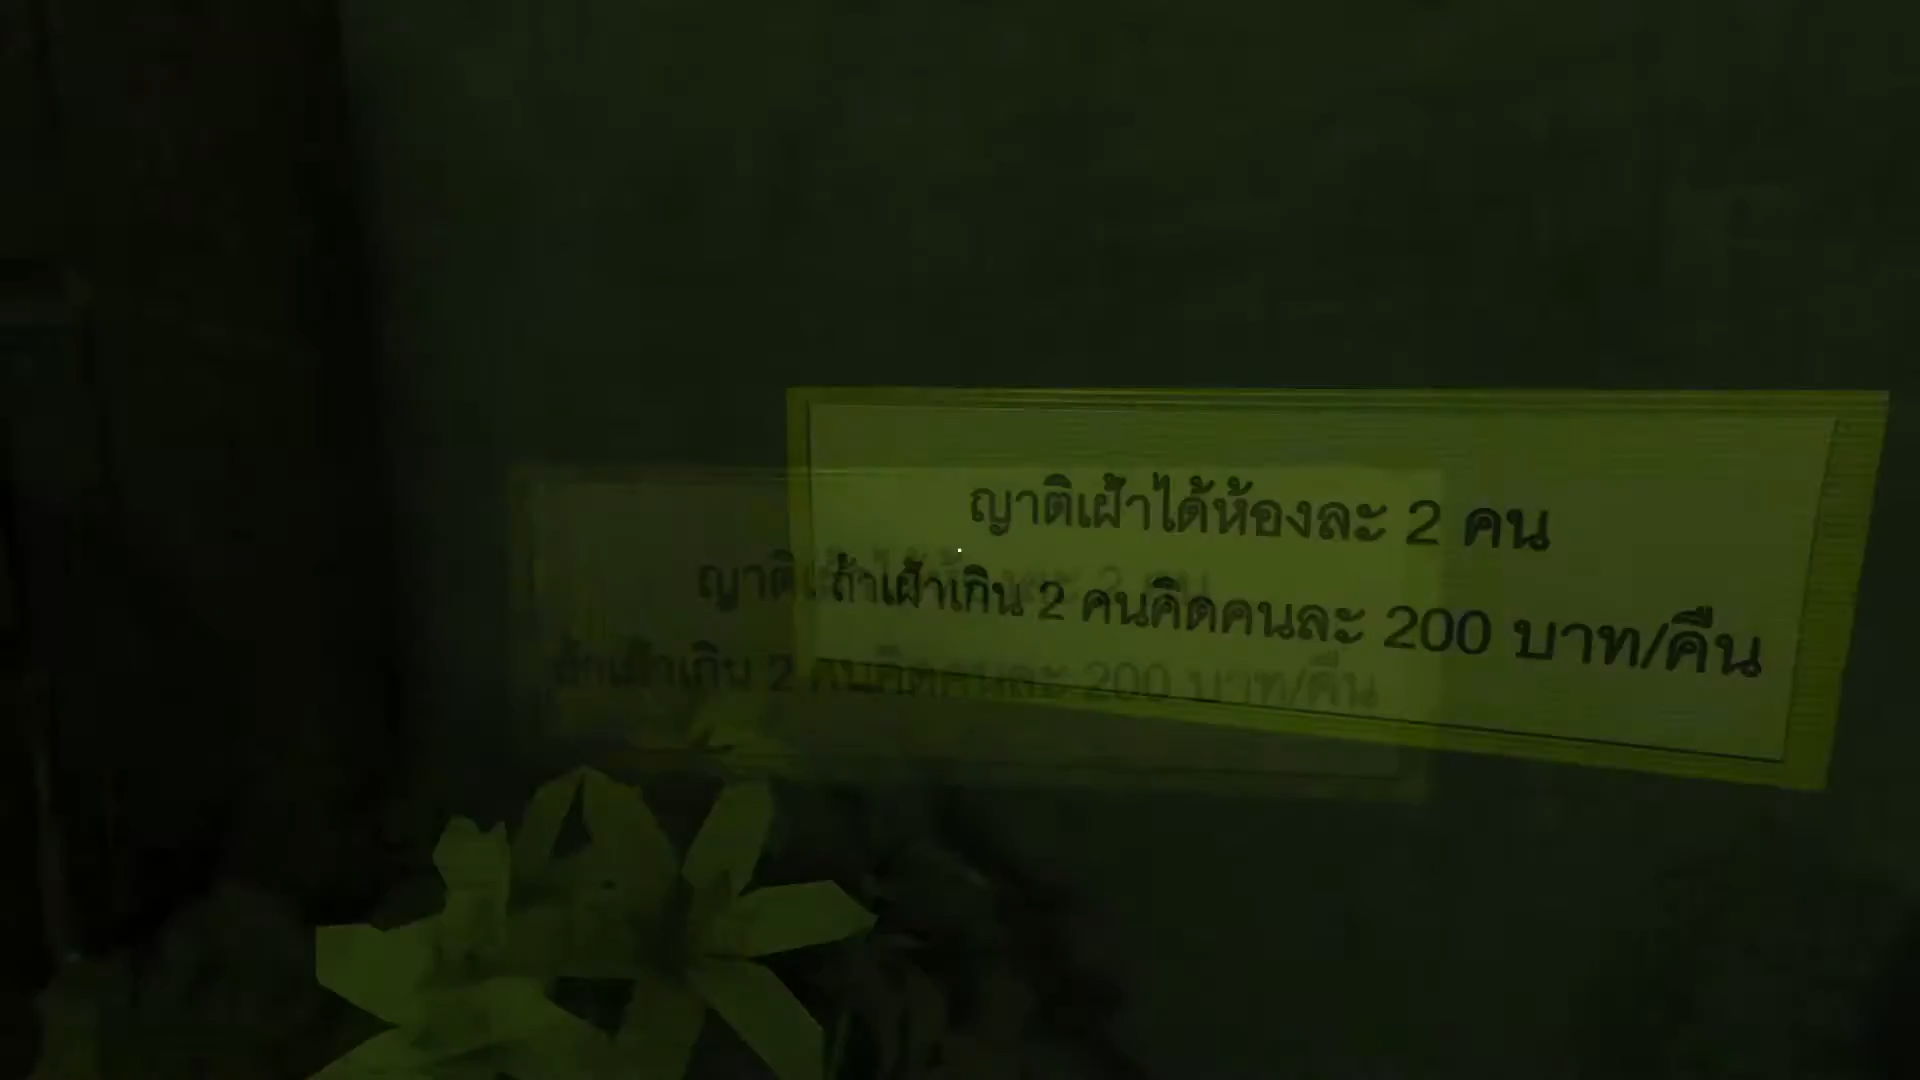 ญาติเฝ้าได้ห้องละ 2 คน
ถ้าเฝ้าเกิน 2 คนคิดคนละ 200 บาท/คืน